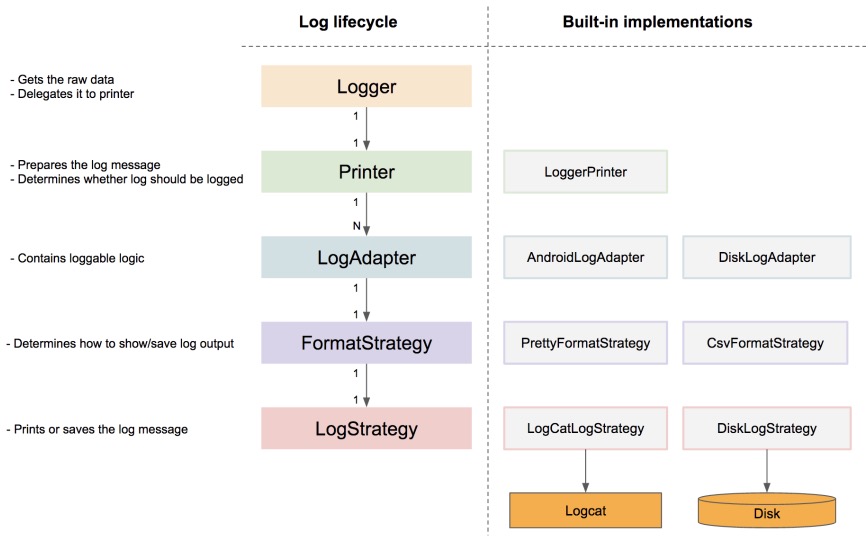 Log lifecycle
Built-in implementations
- Gets the raw data
- Delegates it to printer
Logger
1
1
- Prepares the log message
- Determines whether log should be logged
Printer
LoggerPrinter
1
N
- Contains loggable logic
LogAdapter
AndroidLogAdapter
DiskLogAdapter
1
1
- Determines how to show/save log output
FormatStrategy
PrettyFormatStrategy
CsvFormatStrategy
1
1
- Prints or saves the log message
LogStrategy
LogCatLogStrategy
DiskLogStrategy
Logcat
Disk